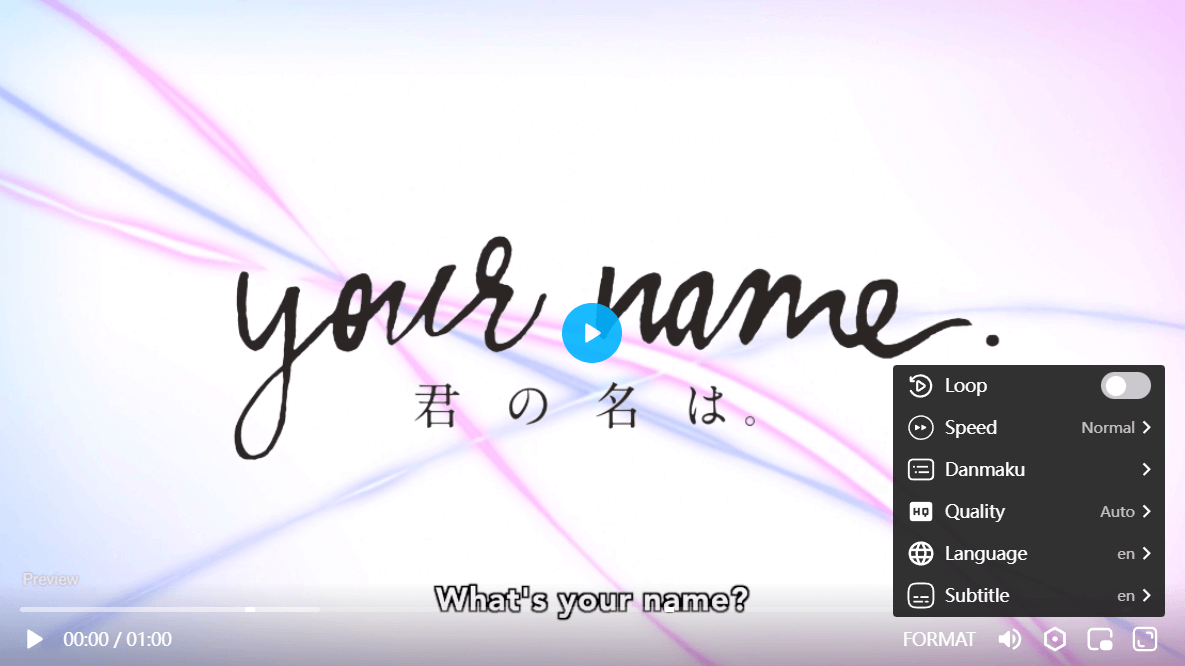 your name.
君の名は。
Loop
Speed Normal
Danmaku
HQ Quality Auto
Language en
Subtitle en
Preview
What's your name?
00:00 / 01:00 FORMAT